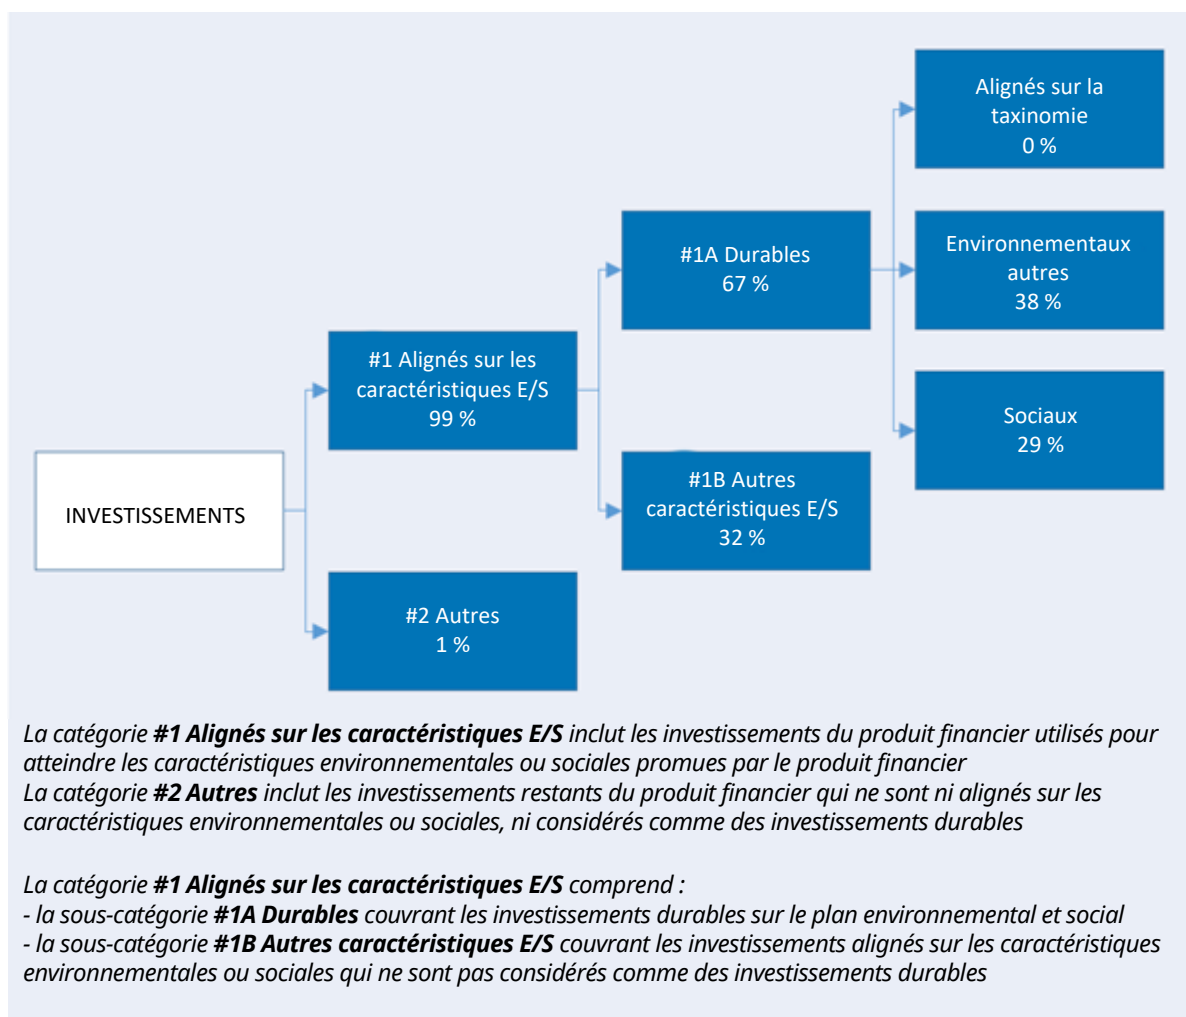 Alignés sur la
taxinomie
0 %
Environnementaux
autres
38 %
#1A Durables
67 %
#1 Alignés sur les
caractéristiques E/S
99 %
Sociaux
29 %
#1B Autres
caractéristiques E/S
32 %
INVESTISSEMENTS
#2 Autres
1 %
La catégorie #1 Alignés sur les caractéristiques E/S inclut les investissements du produit financier utilisés pour
atteindre les caractéristiques environnementales ou sociales promues par le produit financier
La catégorie #2 Autres inclut les investissements restants du produit financier qui ne sont ni alignés sur les
caractéristiques environnementales ou sociales, ni considérés comme des investissements durables
La catégorie #1 Alignés sur les caractéristiques E/S comprend :
- la sous-catégorie #1A Durables couvrant les investissements durables sur le plan environnemental et social
- la sous-catégorie #1B Autres caractéristiques E/S couvrant les investissements alignés sur les caractéristiques
environnementales ou sociales qui ne sont pas considérés comme des investissements durables